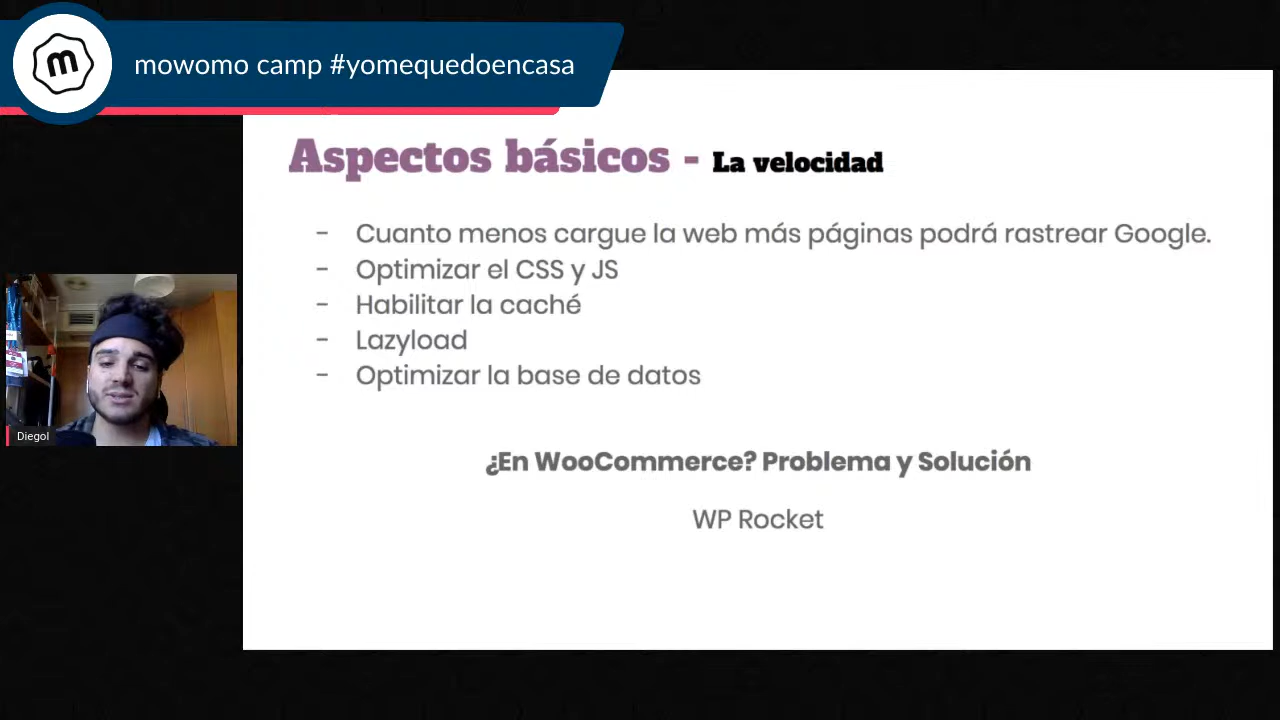 m
mowomo camp #yomequedoencasa
Aspectos básicos - La velocidad
- Cuanto menos cargue la web más páginas podrá rastrear Google.
- Optimizar el CSS y JS
- Habilitar la caché
- Lazyload
- Optimizar la base de datos
Diegol
¿En WooCommerce? Problema y Solución
WP Rocket